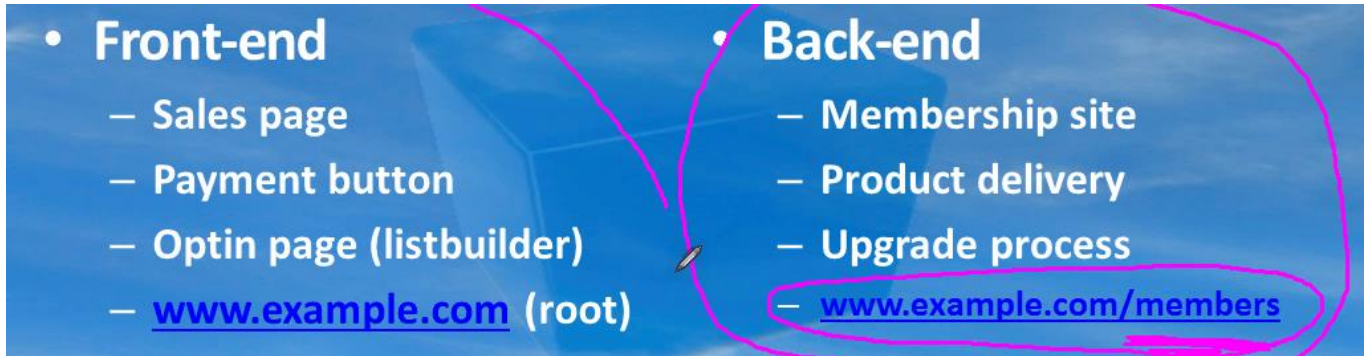 • Front-end
– Sales page
– Payment button
– Optin page (listbuilder)
– www.example.com (root)
• Back-end
– Membership site
– Product delivery
– Upgrade process
– www.example.com/members